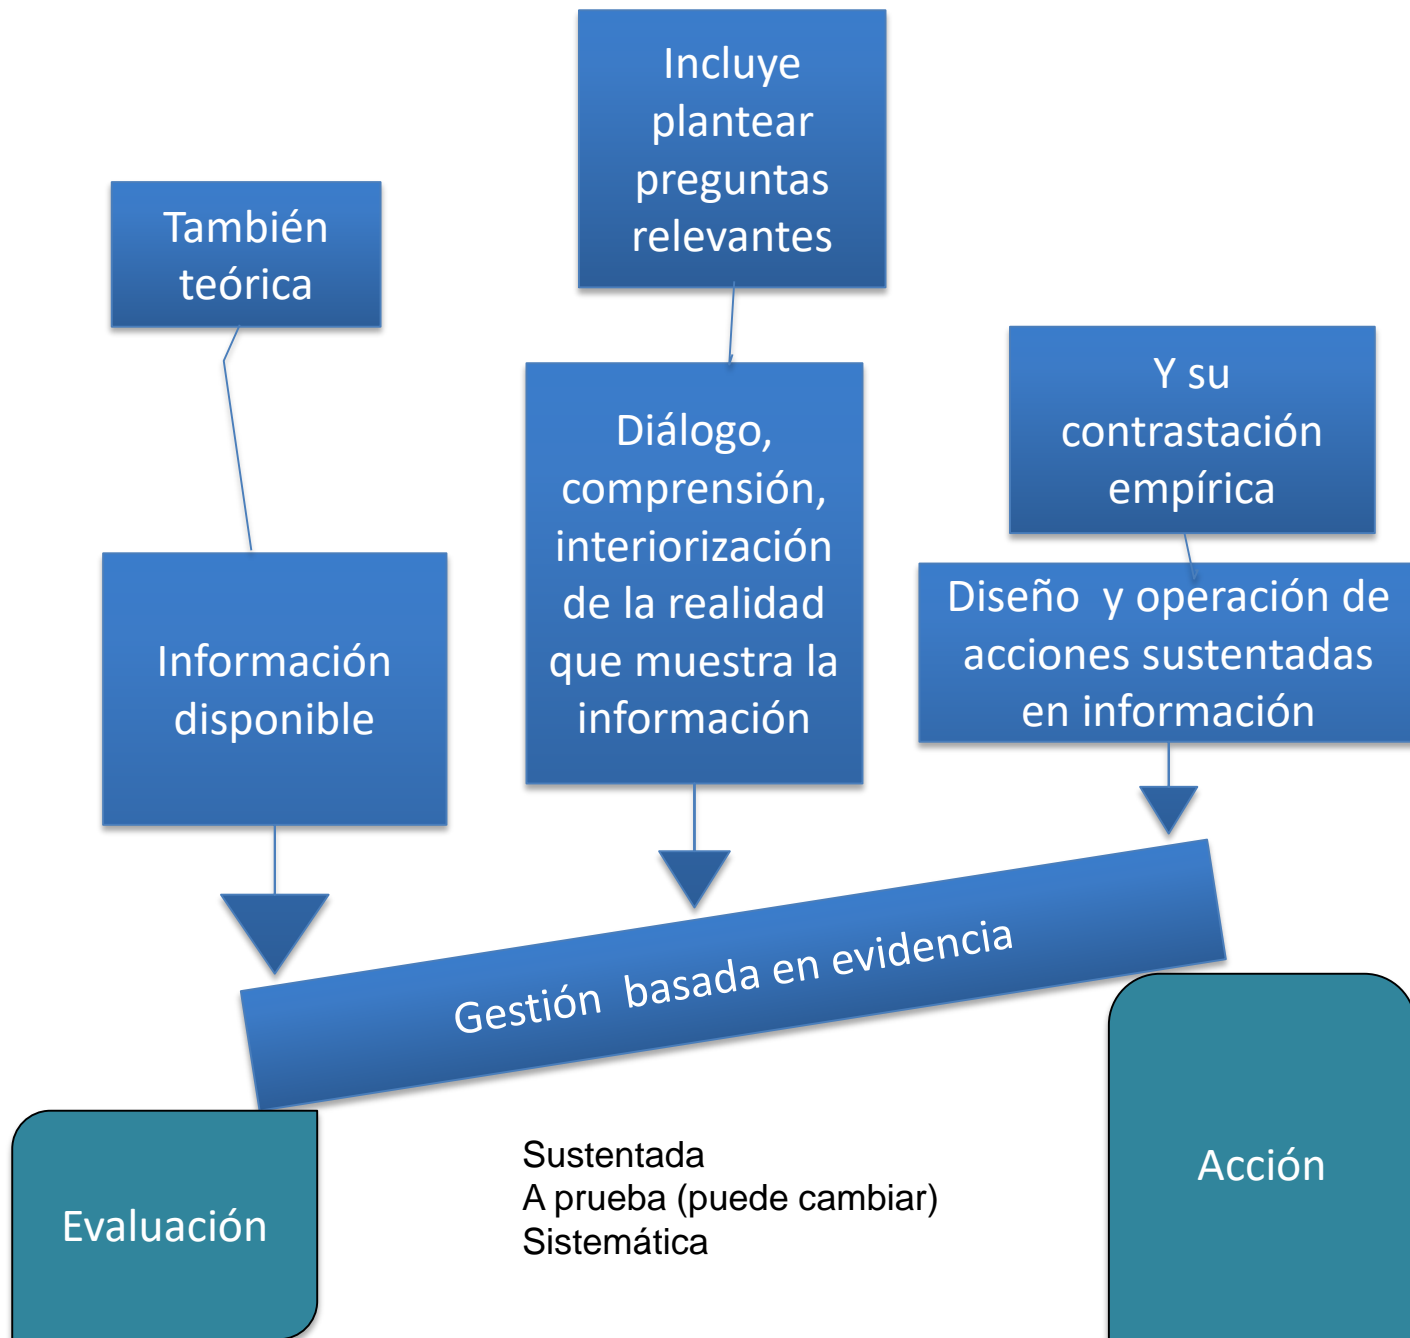 Incluye
plantear
preguntas
relevantes
También
teórica
Y su
contrastación
empírica
Diálogo,
comprensión,
interiorización
de la realidad
que muestra la
información
Información
disponible
Diseño  y operación de
acciones sustentadas
en información
Gestión  basada en evidencia
Sustentada
A prueba (puede cambiar)
Sistemática
Evaluación
Acción